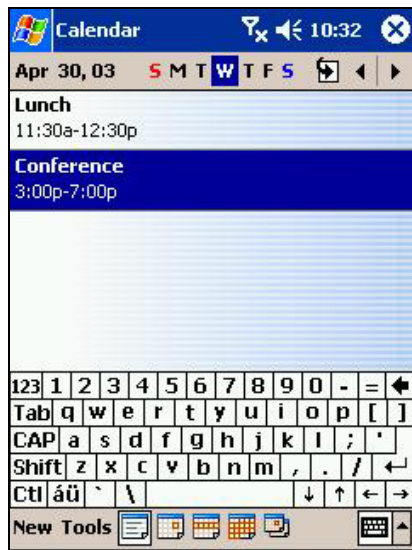 Calendar 10:32
Apr 30, 03 S M T W T F S
Lunch
11:30a-12:30p
Conference
3:00p-7:00p
123 1 2 3 4 5 6 7 8 9 0 - =
Tab q w e r t y u i o p [ ]
CAP a s d f g h j k l ; '
Shift z x c v b n m , . /
Ctl áü ` \
New Tools